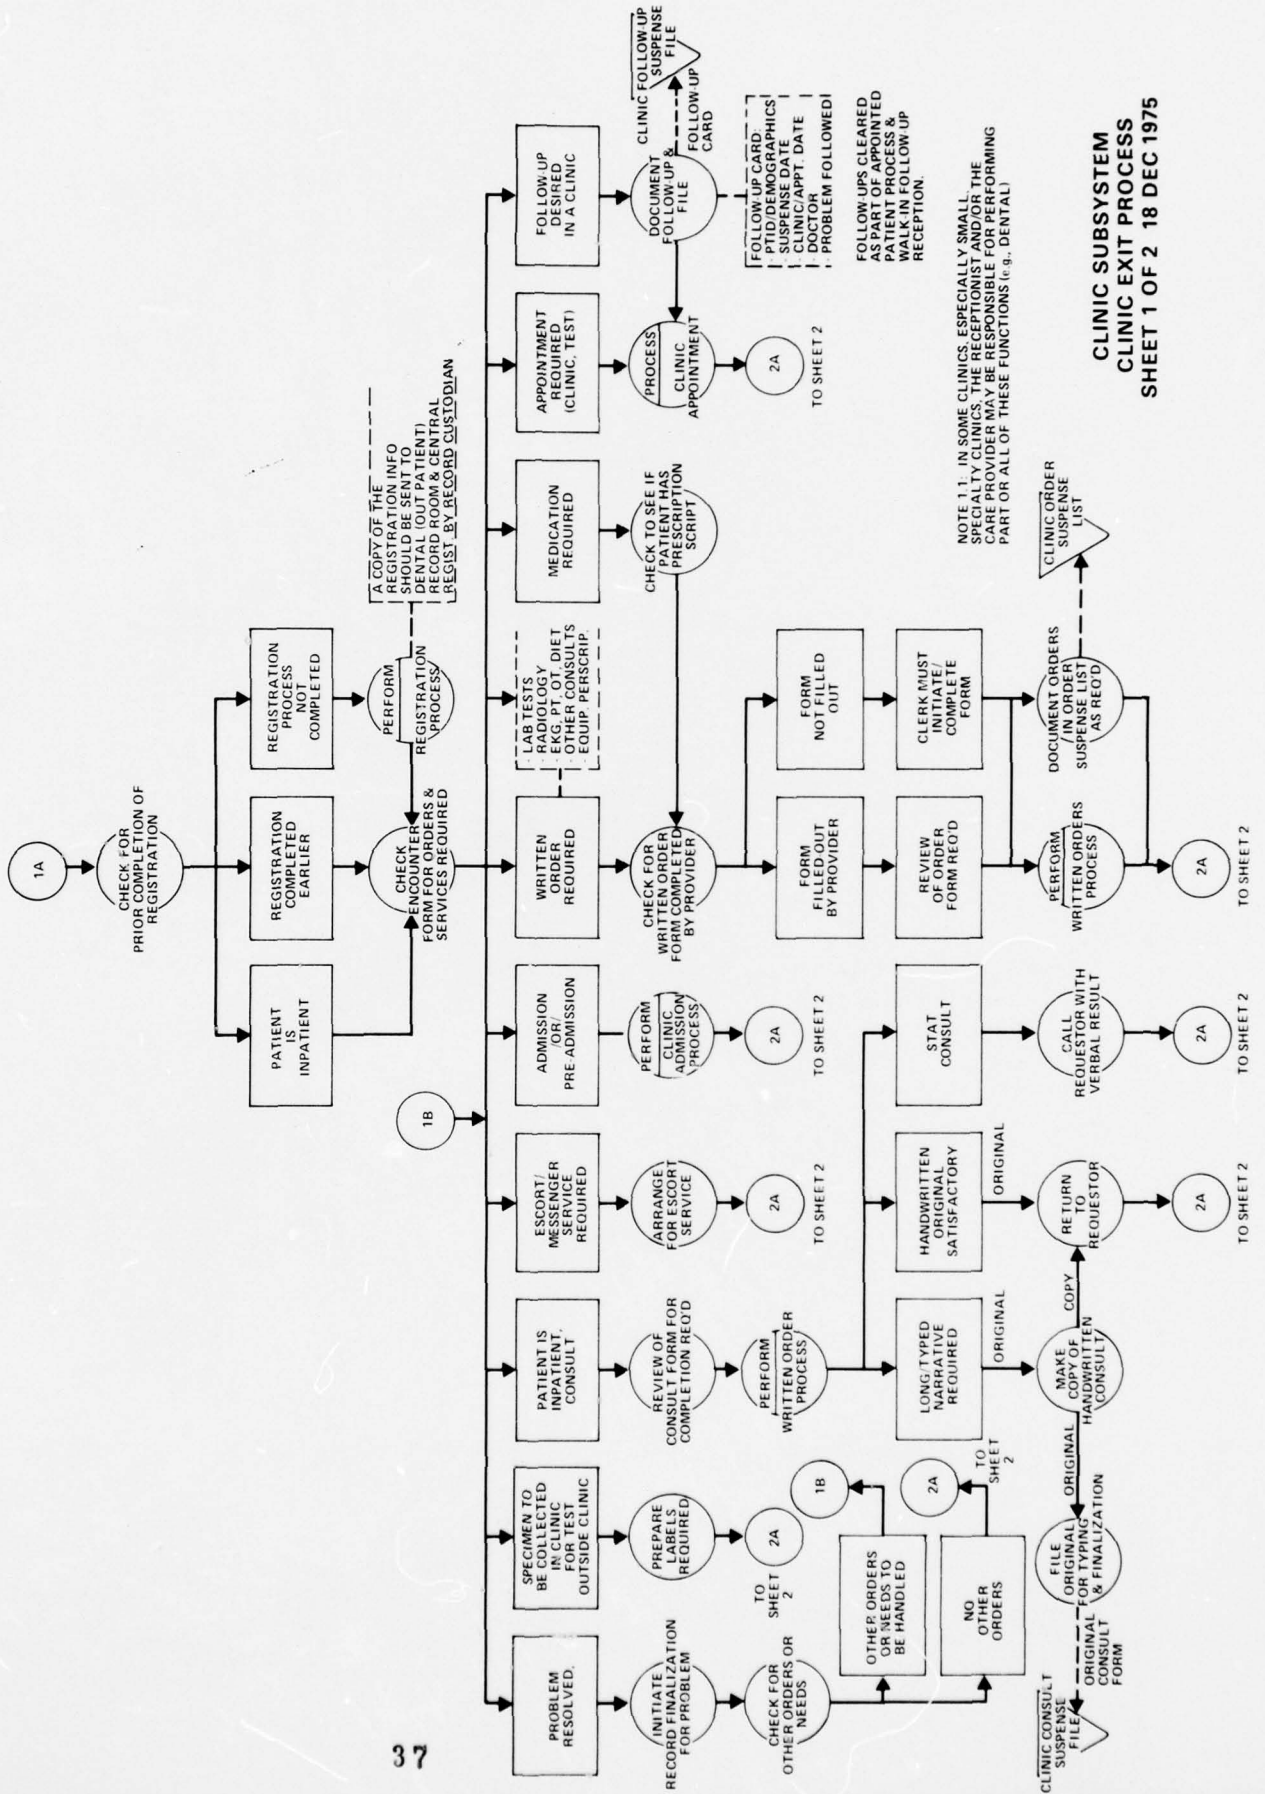 1A
CHECK FOR
PRIOR COMPLETION OF
REGISTRATION
PATIENT
IS
INPATIENT
REGISTRATION
COMPLETED
EARLIER
REGISTRATION
PROCESS
NOT
COMPLETED
PERFORM
REGISTRATION
PROCESS
A COPY OF THE
REGISTRATION INFO
SHOULD BE SENT TO
DENTAL (OUT PATIENT)
RECORD ROOM & CENTRAL
REGIST. BY RECORD CUSTODIAN
CHECK
ENCOUNTER
FORM FOR ORDERS &
SERVICES REQUIRED
1B
PROBLEM
RESOLVED.
SPECIMEN TO
BE COLLECTED
IN CLINIC
FOR TEST
OUTSIDE CLINIC
PATIENT IS
INPATIENT,
CONSULT
ESCORT/
MESSENGER
SERVICE
REQUIRED
ADMISSION
/OR/
PRE-ADMISSION
WRITTEN
ORDER
REQUIRED
· LAB TESTS
· RADIOLOGY
· EKG, PT, OT, DIET
· OTHER CONSULTS
· EQUIP. PERSCRIP.
MEDICATION
REQUIRED
APPOINTMENT
REQUIRED
(CLINIC, TEST)
FOLLOW-UP
DESIRED
IN A CLINIC
INITIATE
RECORD FINALIZATION
FOR PROBLEM
PREPARE
LABELS
REQUIRED
REVIEW OF
CONSULT FORM FOR
COMPLETION REQ'D
ARRANGE
FOR ESCORT
SERVICE
PERFORM
CLINIC
ADMISSION
PROCESS
CHECK FOR
WRITTEN ORDER
FORM COMPLETED
BY PROVIDER
CHECK TO SEE IF
PATIENT HAS
PRESCRIPTION
SCRIPT
PROCESS
CLINIC
APPOINTMENT
DOCUMENT
FOLLOW-UP &
FILE
CLINIC FOLLOW-UP
SUSPENSE
FILE
FOLLOW-UP
CARD
CHECK FOR
OTHER ORDERS OR
NEEDS
2A
TO
SHEET
2
PERFORM
WRITTEN ORDER
PROCESS
2A
TO SHEET 2
2A
TO SHEET 2
FORM
FILLED OUT
BY PROVIDER
FORM
NOT FILLED
OUT
2A
TO SHEET 2
FOLLOW-UP CARD:
· PTID/DEMOGRAPHICS
· SUSPENSE DATE
· CLINIC/APPT. DATE
· DOCTOR
· PROBLEM FOLLOWED
FOLLOW-UPS CLEARED
AS PART OF APPOINTED
PATIENT PROCESS &
WALK-IN FOLLOW-UP
RECEPTION.
OTHER ORDERS
OR NEEDS TO
BE HANDLED
1B
NO
OTHER
ORDERS
2A
TO
SHEET
2
LONG/TYPED
NARRATIVE
REQUIRED
ORIGINAL
HANDWRITTEN
ORIGINAL
SATISFACTORY
ORIGINAL
STAT
CONSULT
REVIEW
OF ORDER
FORM REQ'D
CLERK MUST
INITIATE/
COMPLETE
FORM
NOTE 1.1: IN SOME CLINICS, ESPECIALLY SMALL,
SPECIALTY CLINICS, THE RECEPTIONIST AND/OR THE
CARE PROVIDER MAY BE RESPONSIBLE FOR PERFORMING
PART OR ALL OF THESE FUNCTIONS (e.g., DENTAL)
CLINIC CONSULT
SUSPENSE
FILE
ORIGINAL
CONSULT
FORM
FILE
ORIGINAL
FOR TYPING
& FINALIZATION
ORIGINAL
MAKE
COPY OF
HANDWRITTEN
CONSULT
COPY
RETURN
TO
REQUESTOR
2A
TO SHEET 2
CALL
REQUESTOR WITH
VERBAL RESULT
2A
TO SHEET 2
PERFORM
WRITTEN ORDERS
PROCESS
DOCUMENT ORDERS
IN ORDER
SUSPENSE LIST
AS REQ'D
CLINIC ORDER
SUSPENSE
LIST
2A
TO SHEET 2
CLINIC SUBSYSTEM
CLINIC EXIT PROCESS
SHEET 1 OF 2 18 DEC 1975
37